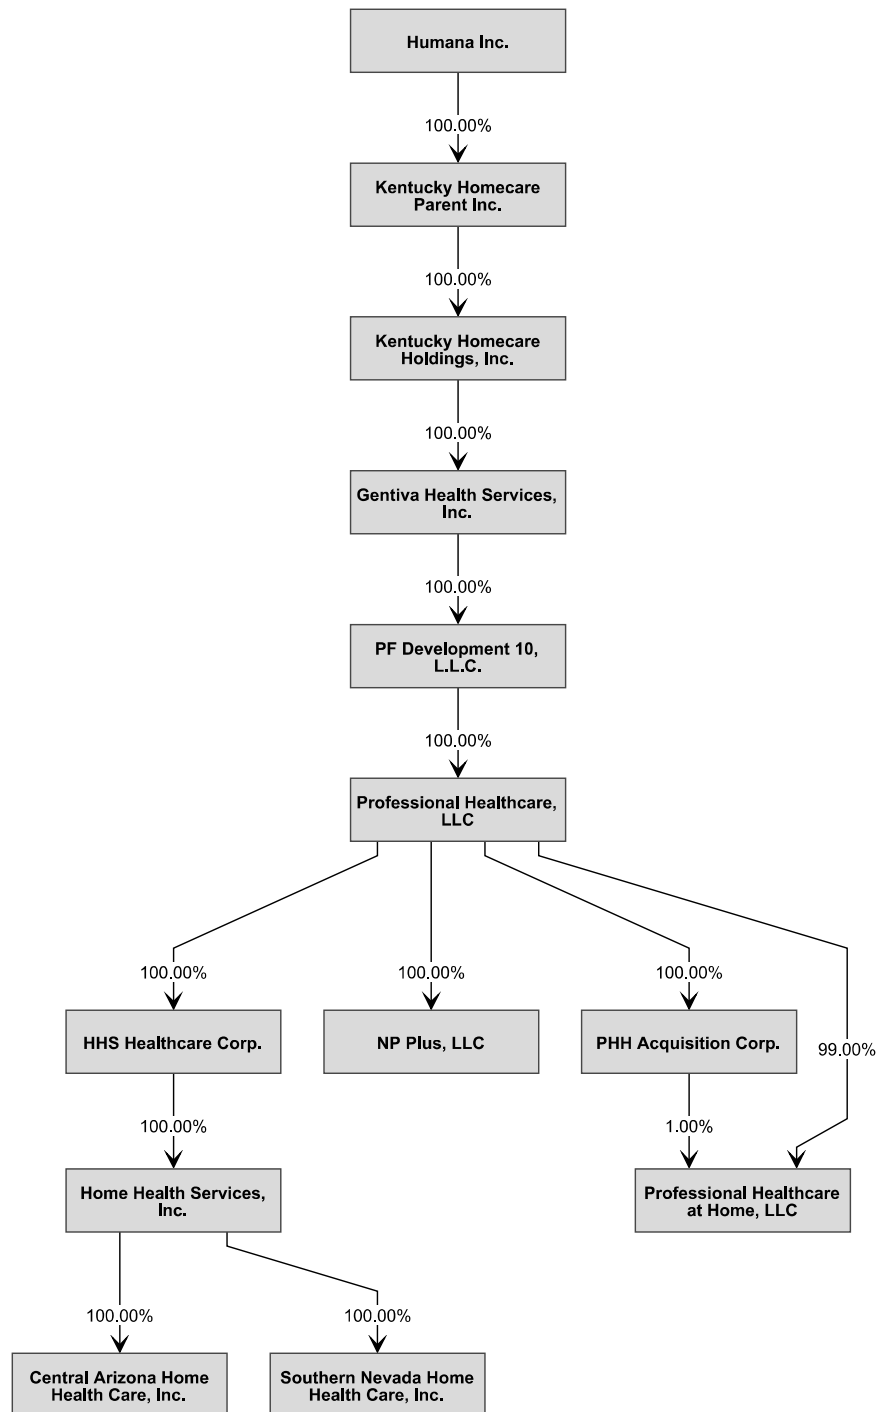 Humana Inc.
100.00%
Kentucky Homecare
Parent Inc.
100.00%
Kentucky Homecare
Holdings, Inc.
100.00%
Gentiva Health Services,
Inc.
100.00%
PF Development 10,
L.L.C.
100.00%
Professional Healthcare,
LLC
100.00%
100.00%
100.00%
HHS Healthcare Corp.
NP Plus, LLC
PHH Acquisition Corp.
99.00%
100.00%
1.00%
Home Health Services,
Inc.
Professional Healthcare
at Home, LLC
100.00%
100.00%
Central Arizona Home
Health Care, Inc.
Southern Nevada Home
Health Care, Inc.